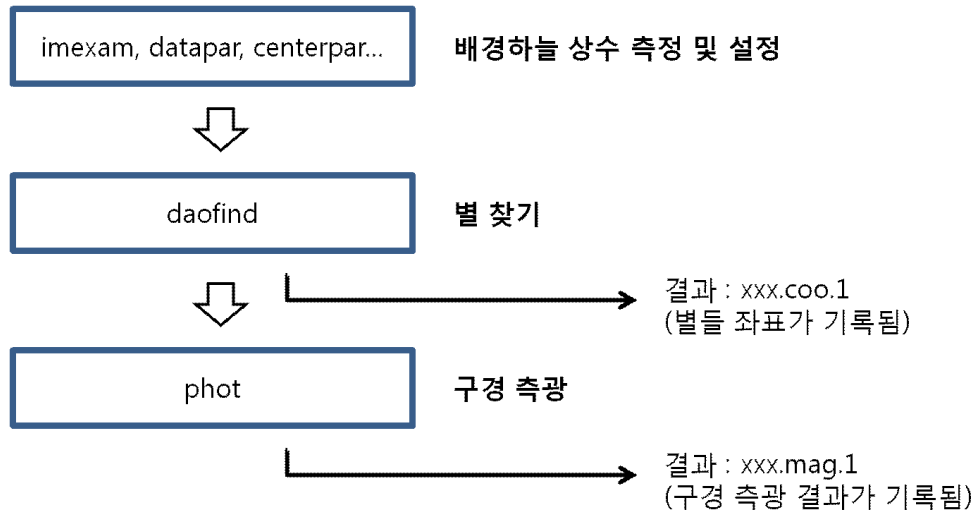 imexam, datapar, centerpar...
배경하늘 상수 측정 및 설정
daofind
별 찾기
결과 : xxx.coo.1
(별들 좌표가 기록됨)
phot
구경 측광
결과 : xxx.mag.1
(구경 측광 결과가 기록됨)